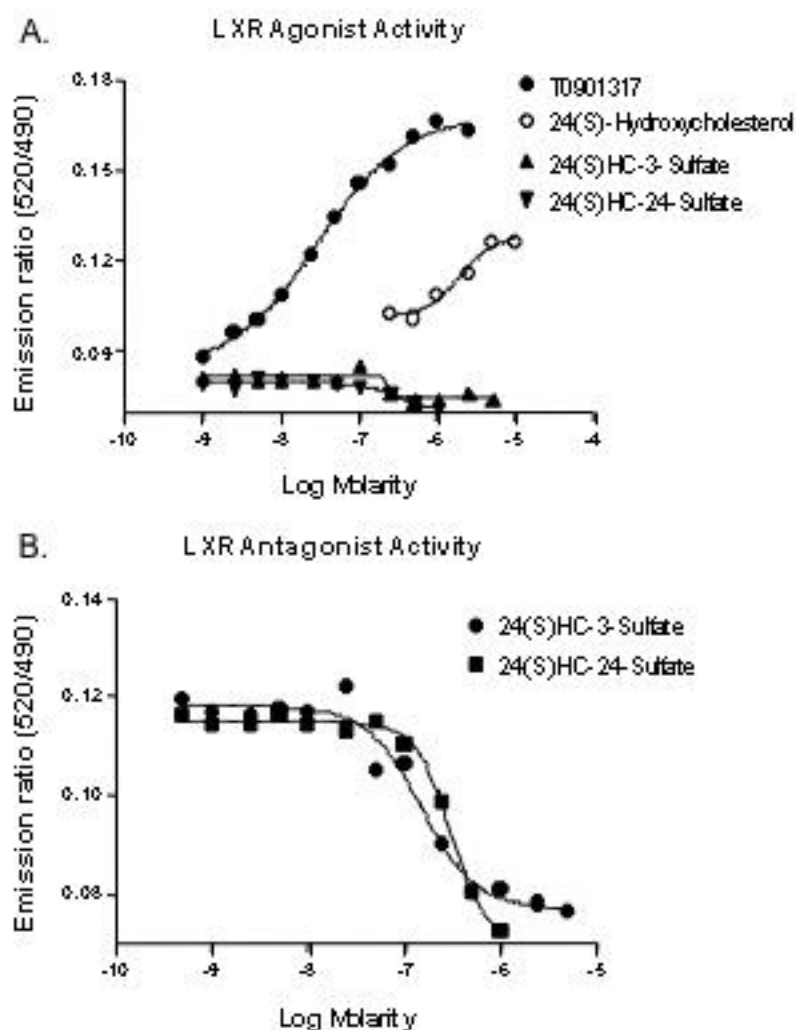 A.
LXR Agonist Activity
0.18
0.15
0.12
0.09
Emission ratio (520/490)
-10
-9
-8
-7
-6
-5
-4
Log Molarity
T0901317
24(S)-Hydroxycholesterol
24(S)HC-3-Sulfate
24(S)HC-24-Sulfate
B.
LXR Antagonist Activity
0.14
0.12
0.10
0.08
Emission ratio (520/490)
-10
-9
-8
-7
-6
-5
Log Molarity
24(S)HC-3-Sulfate
24(S)HC-24-Sulfate